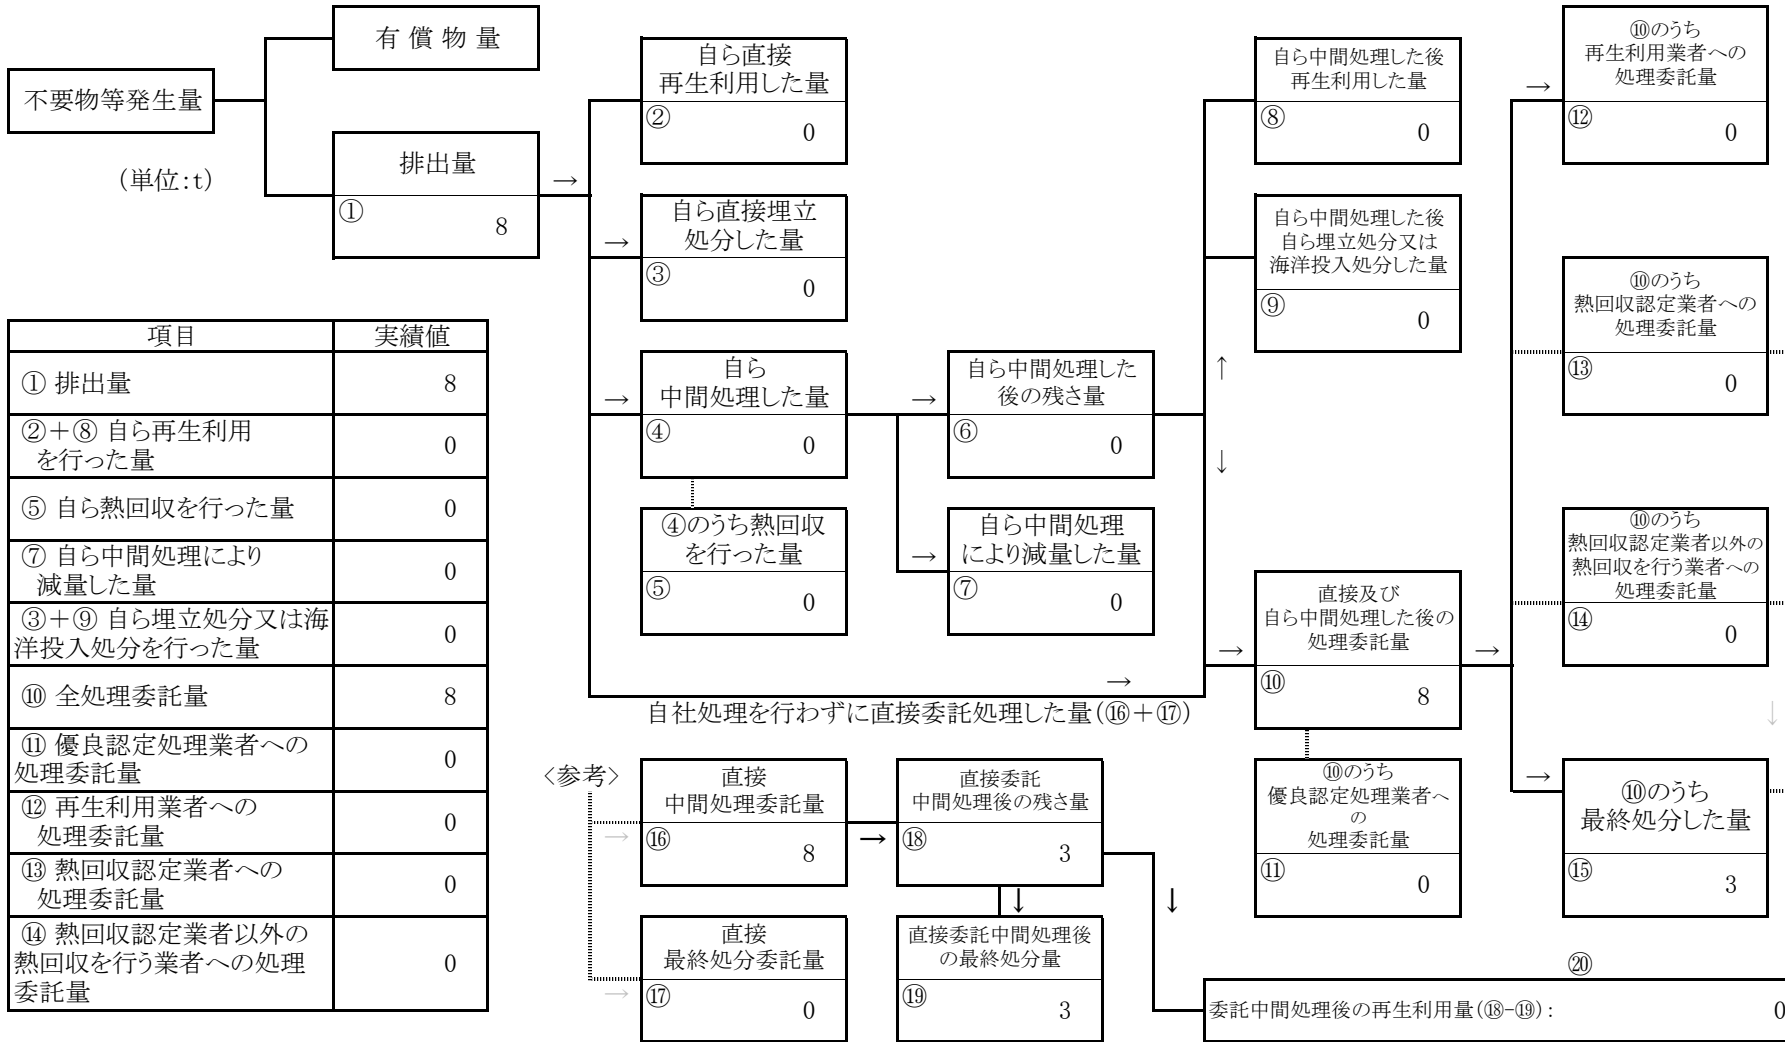 不要物等発生量
(単位:t)
有 償 物 量
排出量
①
8
→
自ら直接
再生利用した量
②
0
→
自ら直接埋立
処分した量
③
0
→
自ら
中間処理した量
④
0
④のうち熱回収
を行った量
⑤
0
→
自ら中間処理した
後の残さ量
⑥
0
→
自ら中間処理
により減量した量
⑦
0
→
自社処理を行わずに直接委託処理した量(⑯+⑰)
↑
↓
自ら中間処理した後
再生利用した量
⑧
0
自ら中間処理した後
自ら埋立処分又は
海洋投入処分した量
⑨
0
→
直接及び
自ら中間処理した後の
処理委託量
⑩
8
⑩のうち
優良認定処理業者へ
の
処理委託量
⑪
0
→
→
⑩のうち
再生利用業者への
処理委託量
⑫
0
⑩のうち
熱回収認定業者への
処理委託量
⑬
0
⑩のうち
熱回収認定業者以外の
熱回収を行う業者への
処理委託量
⑭
0
↓
→
⑩のうち
最終処分した量
⑮
3
項目 実績値
① 排出量 8
②+⑧ 自ら再生利用
を行った量 0
⑤ 自ら熱回収を行った量 0
⑦ 自ら中間処理により
減量した量 0
③+⑨ 自ら埋立処分又は海
洋投入処分を行った量 0
⑩ 全処理委託量 8
⑪ 優良認定処理業者への
処理委託量 0
⑫ 再生利用業者への
処理委託量 0
⑬ 熱回収認定業者への
処理委託量 0
⑭ 熱回収認定業者以外の
熱回収を行う業者への処理
委託量 0
<参考>
→
直接
中間処理委託量
⑯
8
→
直接委託
中間処理後の残さ量
⑱
3
↓
↓
→
直接
最終処分委託量
⑰
0
直接委託中間処理後
の最終処分量
⑲
3
⑳
委託中間処理後の再生利用量(⑱-⑲): 0